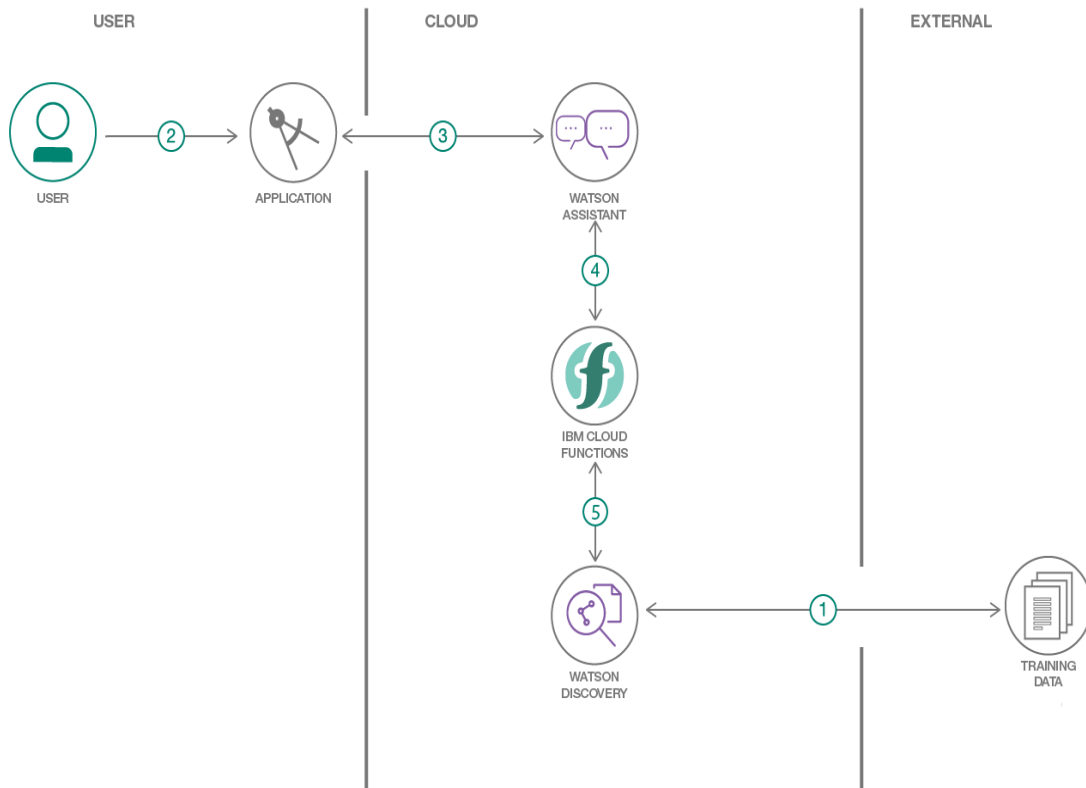 USER
CLOUD
EXTERNAL
2
3
USER
APPLICATION
WATSON
ASSISTANT
4
IBM CLOUD
FUNCTIONS
5
1
WATSON
DISCOVERY
TRAINING
DATA